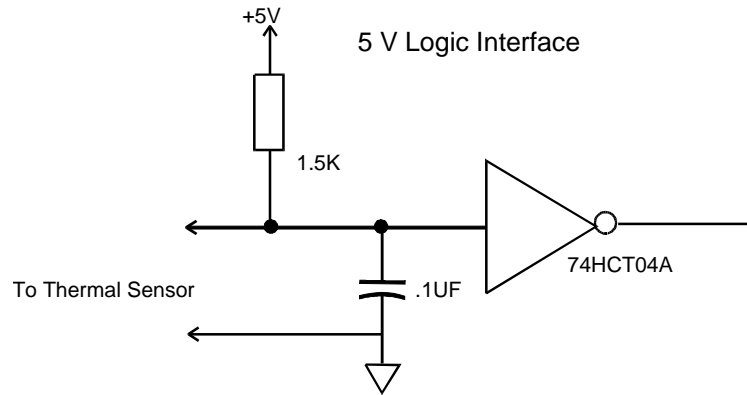 +5V
5 V Logic Interface
1.5K
74HCT04A
To Thermal Sensor
.1UF